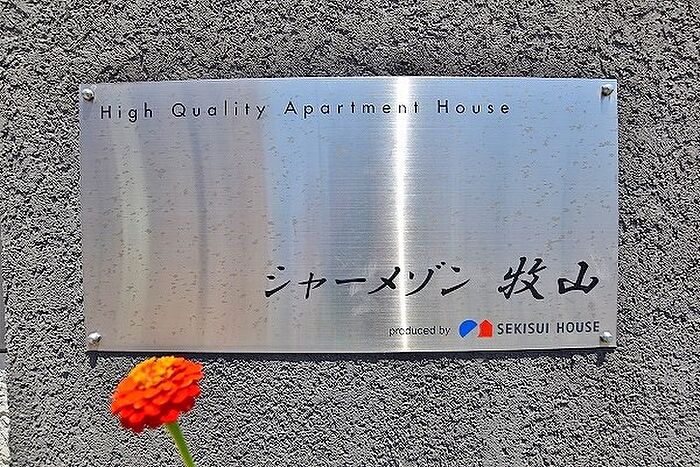 High Quality Apartment House
シャーメゾン 牧山
produced by SEKISUI HOUSE